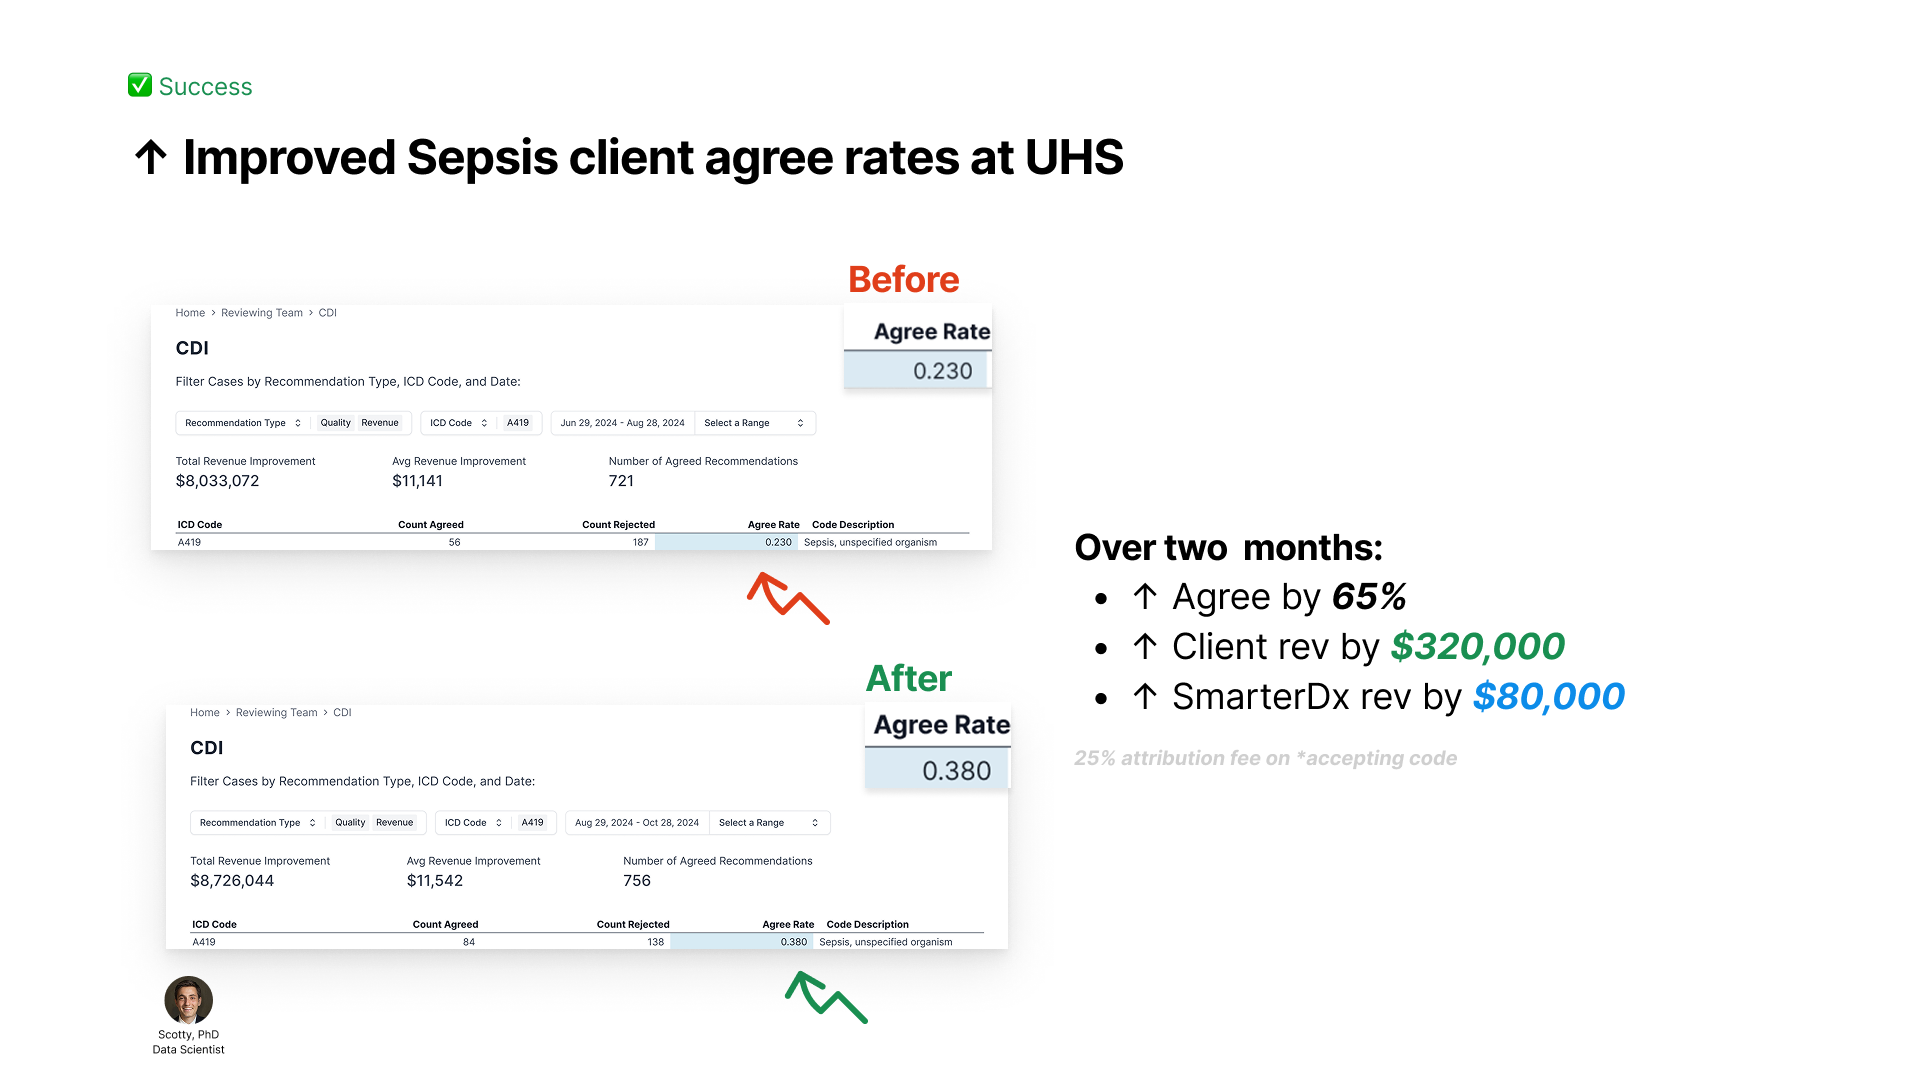 ✅ Success
↑ Improved Sepsis client agree rates at UHS
Before
Home > Reviewing Team > CDI
Agree Rate
0.230
CDI
Filter Cases by Recommendation Type, ICD Code, and Date:
Recommendation Type Quality Revenue ICD Code A419 Jun 29, 2024 - Aug 28, 2024 Select a Range
Total Revenue Improvement Avg Revenue Improvement Number of Agreed Recommendations
$8,033,072 $11,141 721
ICD Code Count Agreed Count Rejected Agree Rate Code Description
A419 56 187 0.230 Sepsis, unspecified organism
After
Home > Reviewing Team > CDI
Agree Rate
0.380
CDI
Filter Cases by Recommendation Type, ICD Code, and Date:
Recommendation Type Quality Revenue ICD Code A419 Aug 29, 2024 - Oct 28, 2024 Select a Range
Total Revenue Improvement Avg Revenue Improvement Number of Agreed Recommendations
$8,726,044 $11,542 756
ICD Code Count Agreed Count Rejected Agree Rate Code Description
A419 84 138 0.380 Sepsis, unspecified organism
Over two months:
• ↑ Agree by 65%
• ↑ Client rev by $320,000
• ↑ SmarterDx rev by $80,000
25% attribution fee on *accepting code
Scotty, PhD
Data Scientist